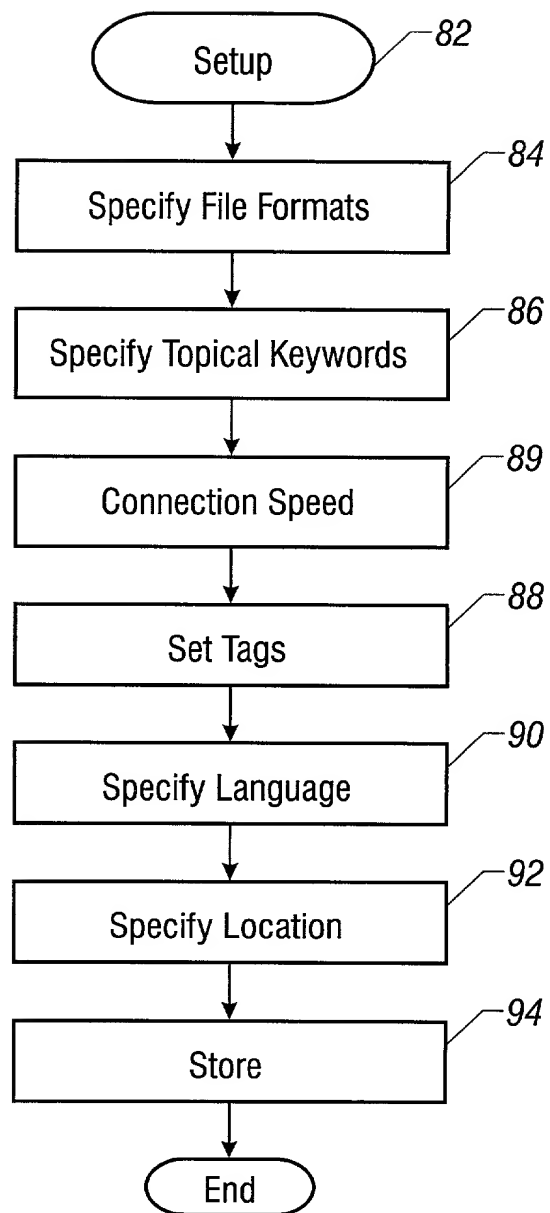 Setup
82
Specify File Formats
84
Specify Topical Keywords
86
Connection Speed
89
Set Tags
88
Specify Language
90
Specify Location
92
Store
94
End